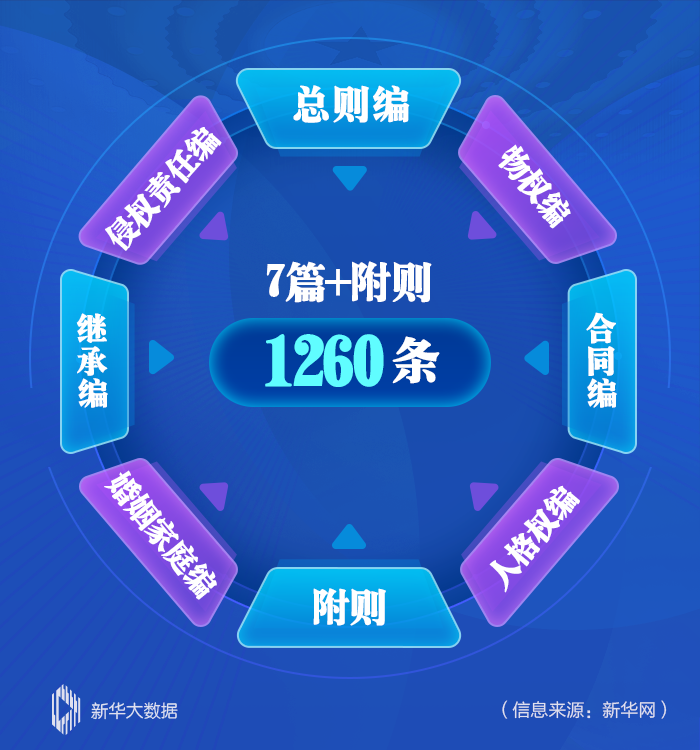 总则编
物权编
合同编
人格权编
附则
婚姻家庭编
继承编
侵权责任编
7篇+附则
1260条
新华大数据
（信息来源：新华网）